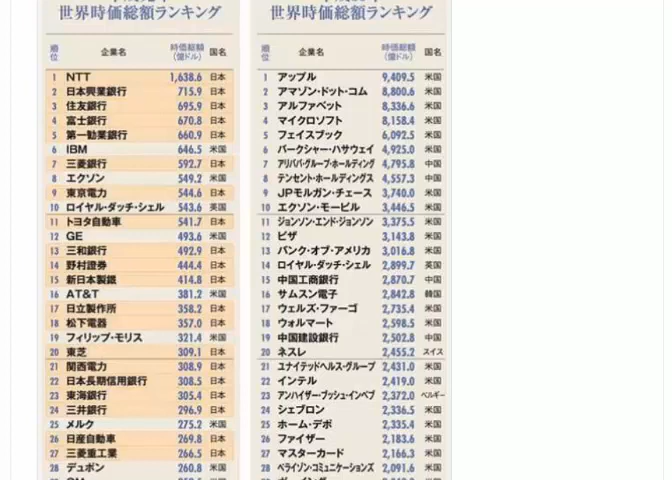 世界時価総額ランキング
順位 企業名 時価総額(億ドル) 国名
1 NTT 1,638.6 日本
2 日本興業銀行 715.9 日本
3 住友銀行 695.9 日本
4 富士銀行 670.8 日本
5 第一勧業銀行 660.9 日本
6 IBM 646.5 米国
7 三菱銀行 592.7 日本
8 エクソン 549.2 米国
9 東京電力 544.6 日本
10 ロイヤル・ダッチ・シェル 543.6 英国
11 トヨタ自動車 541.7 日本
12 GE 493.6 米国
13 三和銀行 492.9 日本
14 野村證券 444.4 日本
15 新日本製鐵 414.8 日本
16 AT&T 381.2 米国
17 日立製作所 358.2 日本
18 松下電器 357.0 日本
19 フィリップ・モリス 321.4 米国
20 東芝 309.1 日本
21 関西電力 308.9 日本
22 日本長期信用銀行 308.5 日本
23 東海銀行 305.4 日本
24 三井銀行 296.9 日本
25 メルク 275.2 米国
26 日産自動車 269.8 日本
27 三菱重工業 266.5 日本
28 デュポン 260.8 米国
世界時価総額ランキング
順位 企業名 時価総額(億ドル) 国名
1 アップル 9,409.5 米国
2 アマゾン・ドット・コム 8,800.6 米国
3 アルファベット 8,336.6 米国
4 マイクロソフト 8,158.4 米国
5 フェイスブック 6,092.5 米国
6 バークシャー・ハサウェイ 4,925.0 米国
7 アリババ・グループ・ホールディング 4,795.8 中国
8 テンセント・ホールディングス 4,557.3 中国
9 JPモルガン・チェース 3,740.0 米国
10 エクソン・モービル 3,446.5 米国
11 ジョンソン・エンド・ジョンソン 3,375.5 米国
12 ビザ 3,143.8 米国
13 バンク・オブ・アメリカ 3,016.8 米国
14 ロイヤル・ダッチ・シェル 2,899.7 英国
15 中国工商銀行 2,870.7 中国
16 サムスン電子 2,842.8 韓国
17 ウェルズ・ファーゴ 2,735.4 米国
18 ウォルマート 2,598.5 米国
19 中国建設銀行 2,502.8 中国
20 ネスレ 2,455.2 スイス
21 ユナイテッドヘルス・グループ 2,431.0 米国
22 インテル 2,419.0 米国
23 アンハイザー・ブッシュ・インベブ 2,372.0 ベルギー
24 シェブロン 2,336.5 米国
25 ホーム・デポ 2,335.4 米国
26 ファイザー 2,183.6 米国
27 マスターカード 2,166.3 米国
28 ベライゾン・コミュニケーションズ 2,091.6 米国